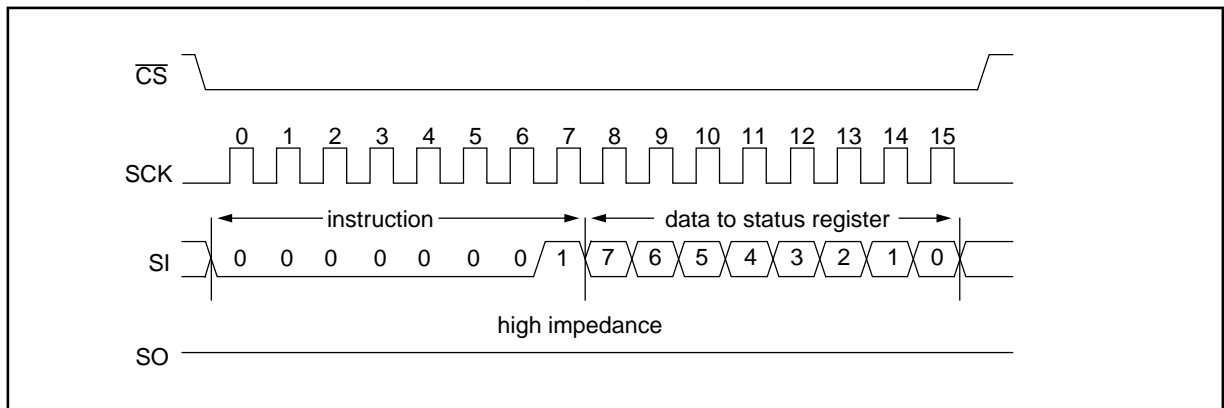 CS
0 1 2 3 4 5 6 7 8 9 10 11 12 13 14 15
SCK
instruction data to status register
SI 0 0 0 0 0 0 0 1 7 6 5 4 3 2 1 0
high impedance
SO